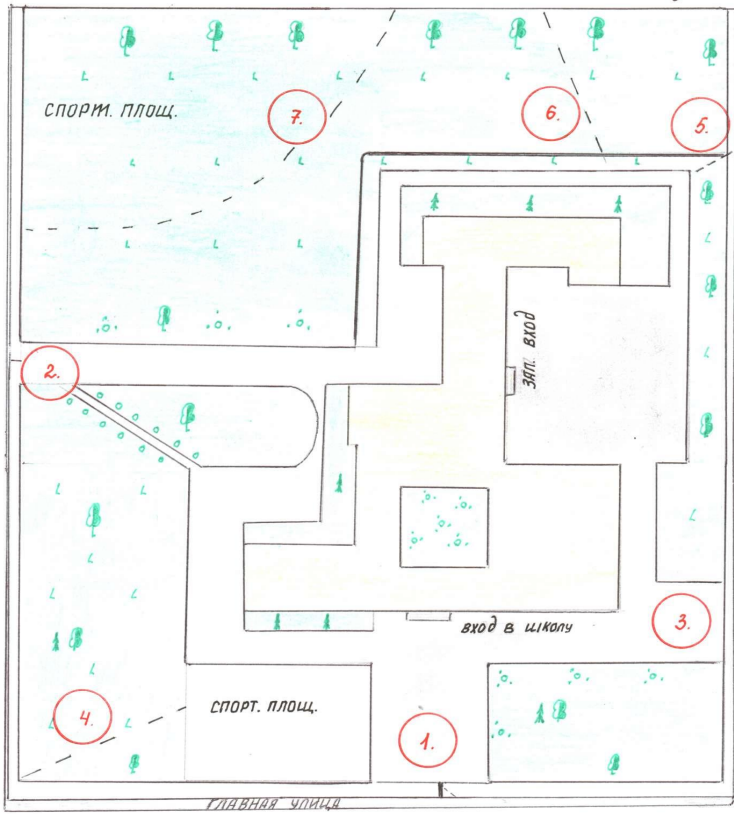 СПОРТ. ПЛОЩ.
7.
6.
5.
ЗАП. ВХОД
2.
ВХОД В ШКОЛУ
3.
СПОРТ. ПЛОЩ.
4.
1.
ГЛАВНАЯ УЛИЦА